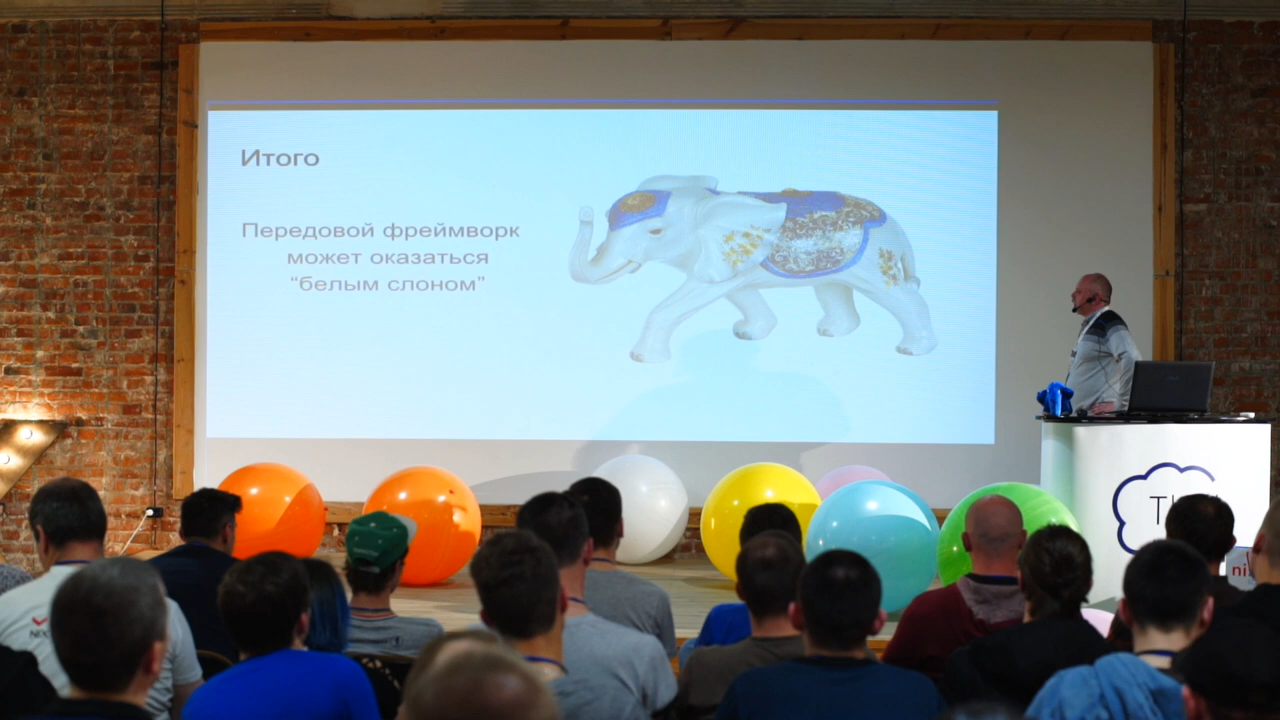 Итого
Передовой фреймворк
может оказаться
“белым слоном”